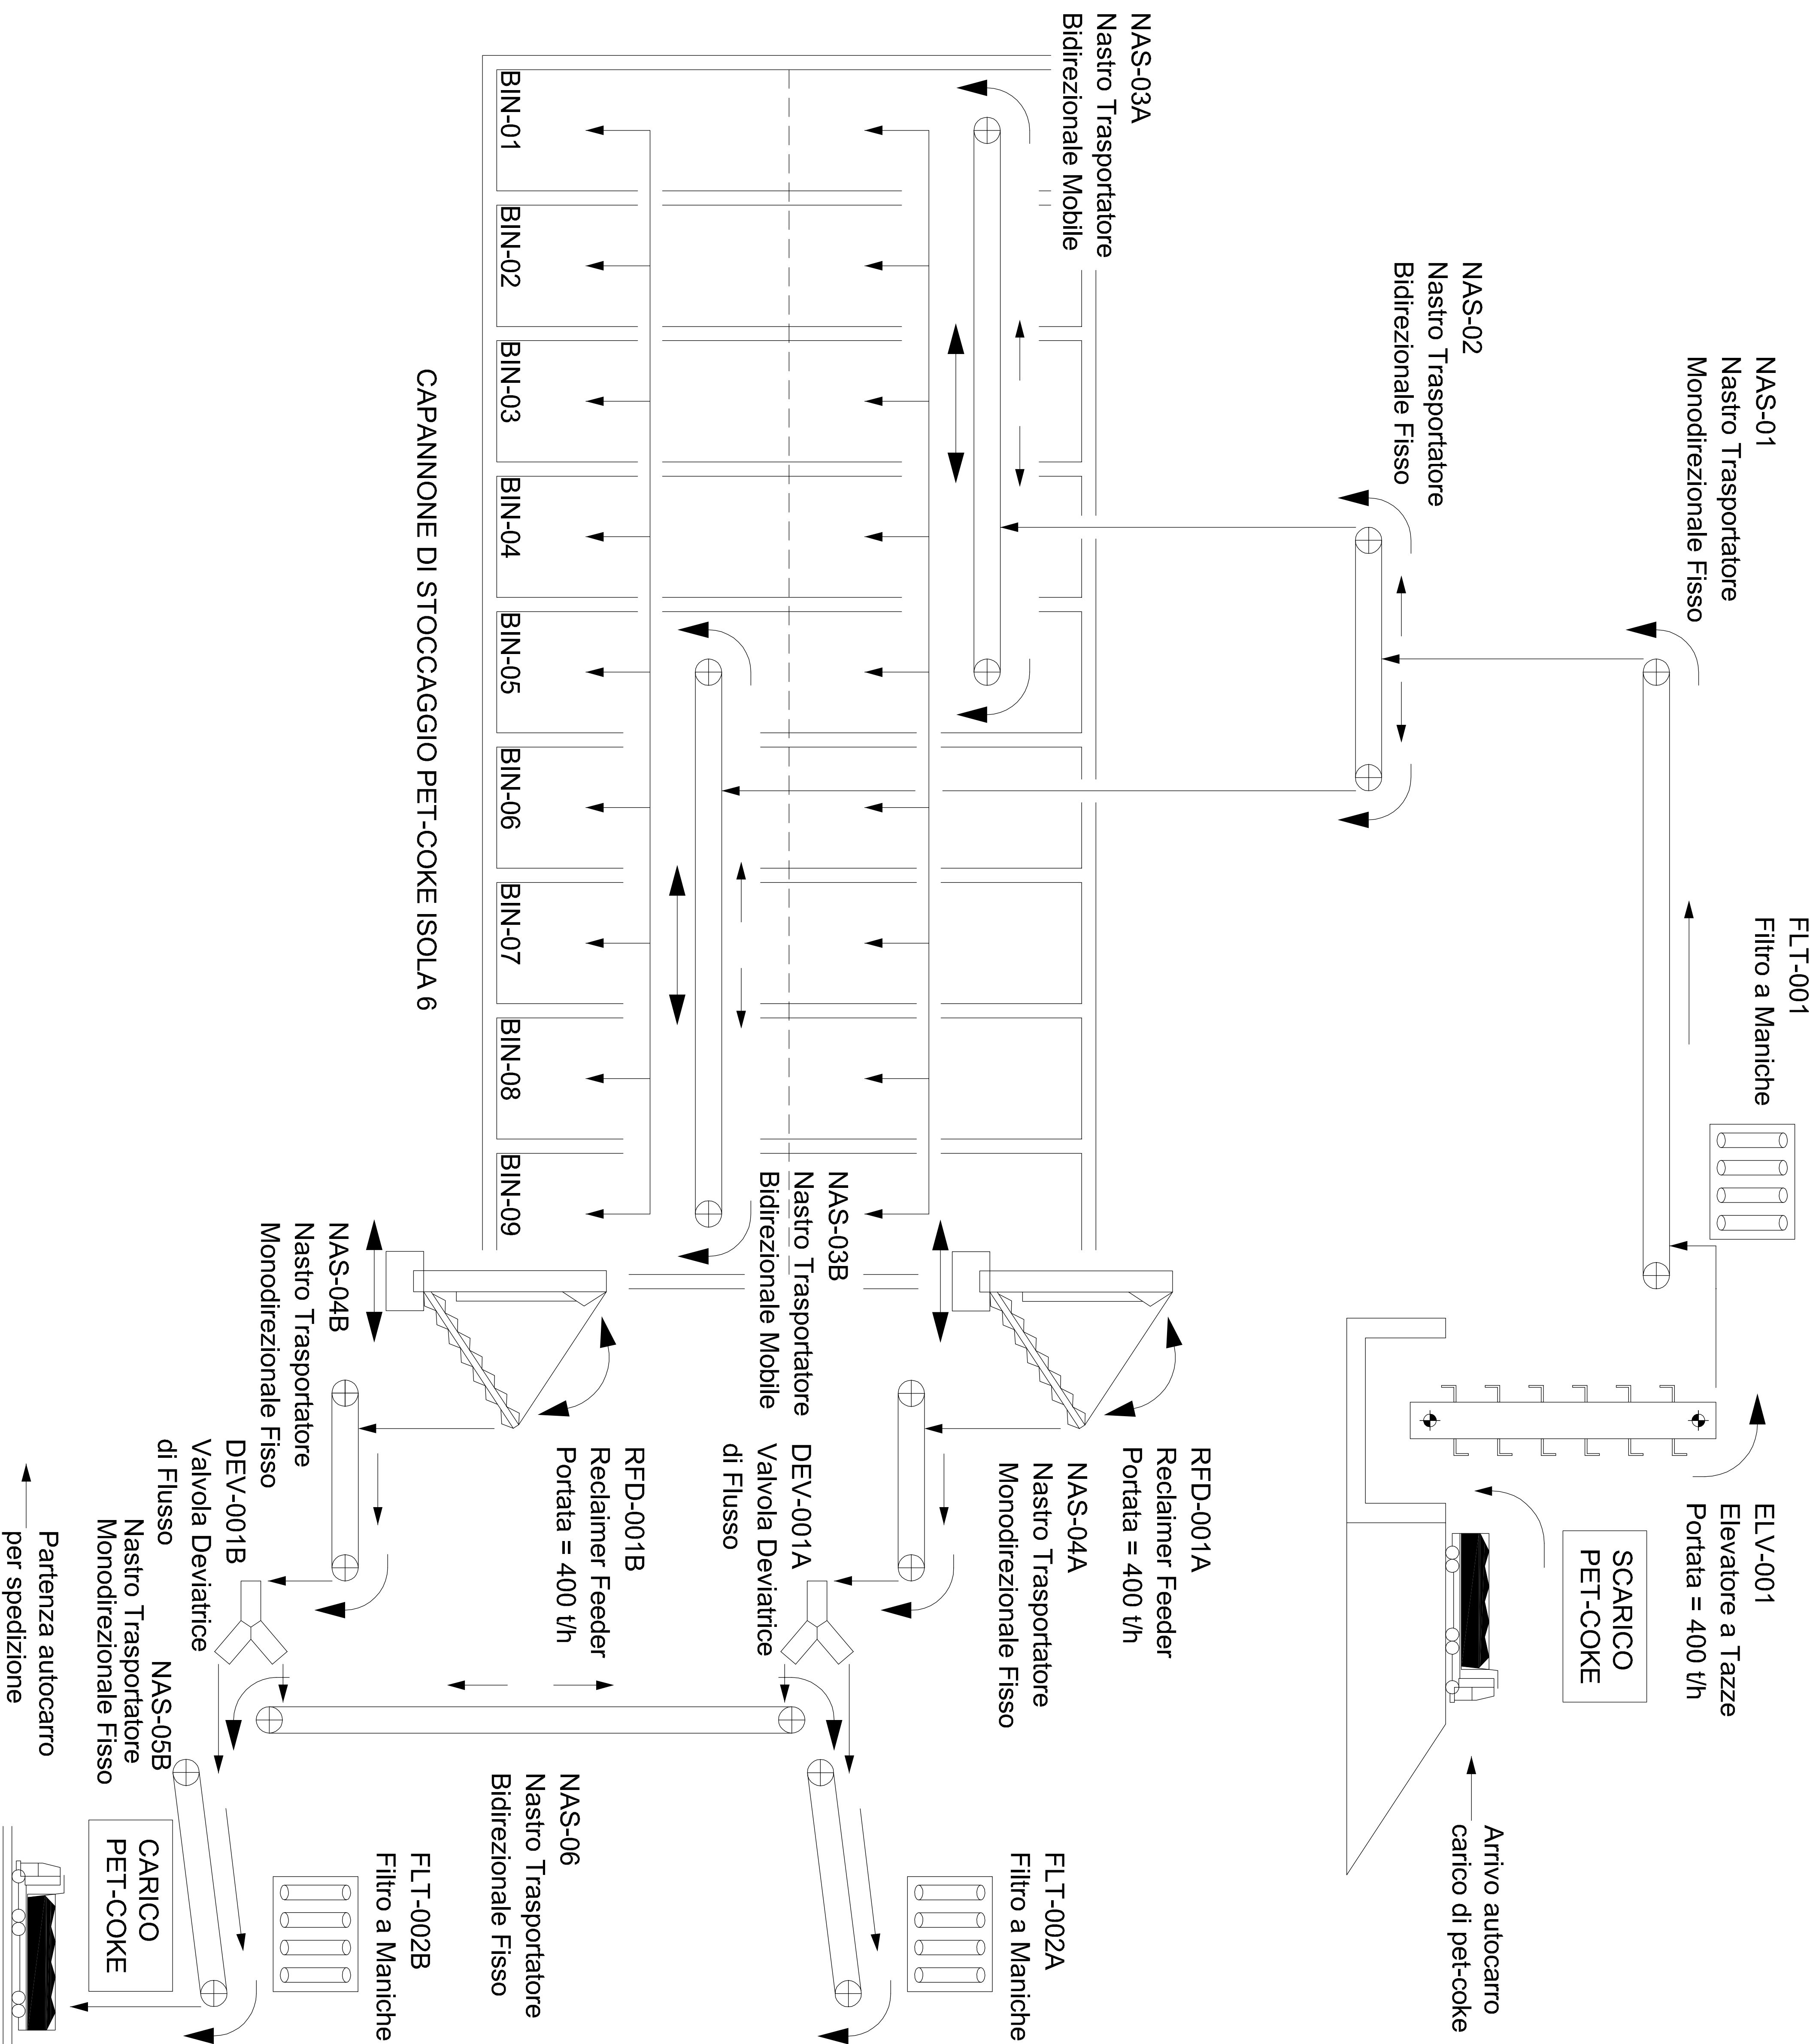 FLT-001
Filtro a Maniche
NAS-01
Nastro Trasportatore
Monodirezionale Fisso
ELV-001
Elevatore a Tazze
Portata = 400 t/h
SCARICO
PET-COKE
Arrivo autocarro
carico di pet-coke
NAS-02
Nastro Trasportatore
Bidirezionale Fisso
NAS-03A
Nastro Trasportatore
Bidirezionale Mobile
RFD-001A
Reclaimer Feeder
Portata = 400 t/h
NAS-04A
Nastro Trasportatore
Monodirezionale Fisso
FLT-002A
Filtro a Maniche
NAS-03B
Nastro Trasportatore
Bidirezionale Mobile
DEV-001A
Valvola Deviatrice
di Flusso
RFD-001B
Reclaimer Feeder
Portata = 400 t/h
NAS-06
Nastro Trasportatore
Bidirezionale Fisso
BIN-01
BIN-02
BIN-03
BIN-04
BIN-05
BIN-06
BIN-07
BIN-08
BIN-09
CAPANNONE DI STOCCAGGIO PET-COKE ISOLA 6
NAS-04B
Nastro Trasportatore
Monodirezionale Fisso
FLT-002B
Filtro a Maniche
DEV-001B
Valvola Deviatrice
di Flusso
NAS-05B
Nastro Trasportatore
Monodirezionale Fisso
CARICO
PET-COKE
Partenza autocarro
per spedizione